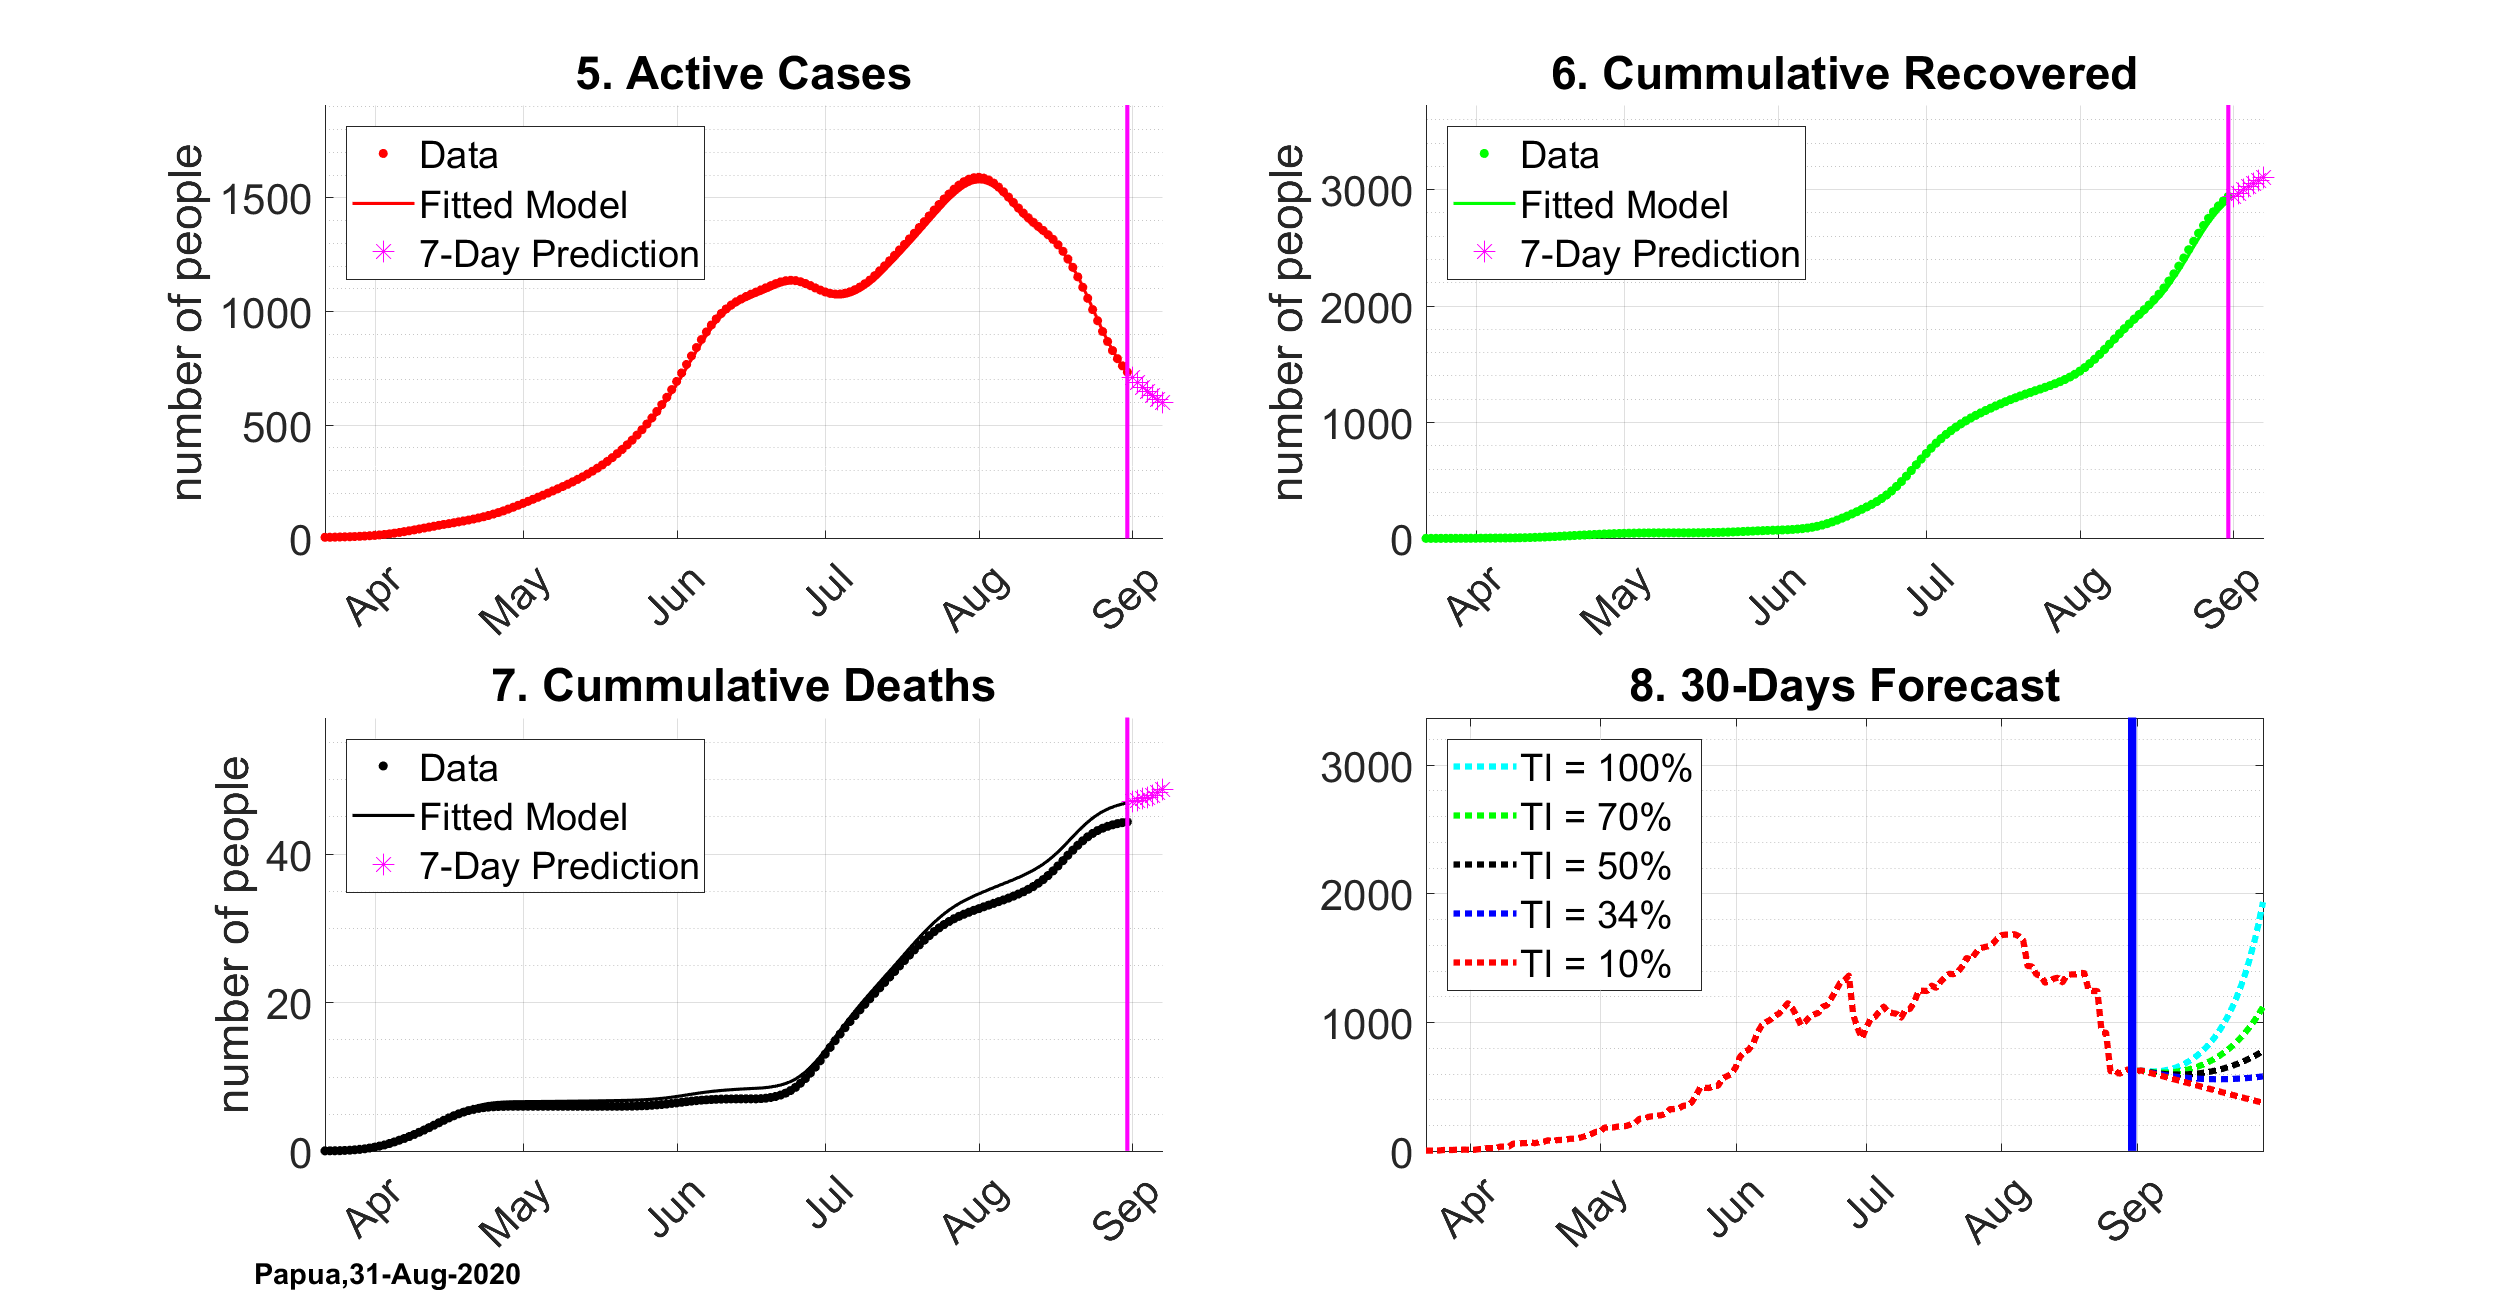 5. Active Cases
number of people
1500
1000
500
0
Data
Fitted Model
7-Day Prediction
Apr
May
Jun
Jul
Aug
Sep
6. Cummulative Recovered
number of people
3000
2000
1000
0
Data
Fitted Model
7-Day Prediction
Apr
May
Jun
Jul
Aug
Sep
7. Cummulative Deaths
number of people
40
20
0
Data
Fitted Model
7-Day Prediction
Apr
May
Jun
Jul
Aug
Sep
8. 30-Days Forecast
3000
2000
1000
0
TI = 100%
TI = 70%
TI = 50%
TI = 34%
TI = 10%
Apr
May
Jun
Jul
Aug
Sep
Papua,31-Aug-2020